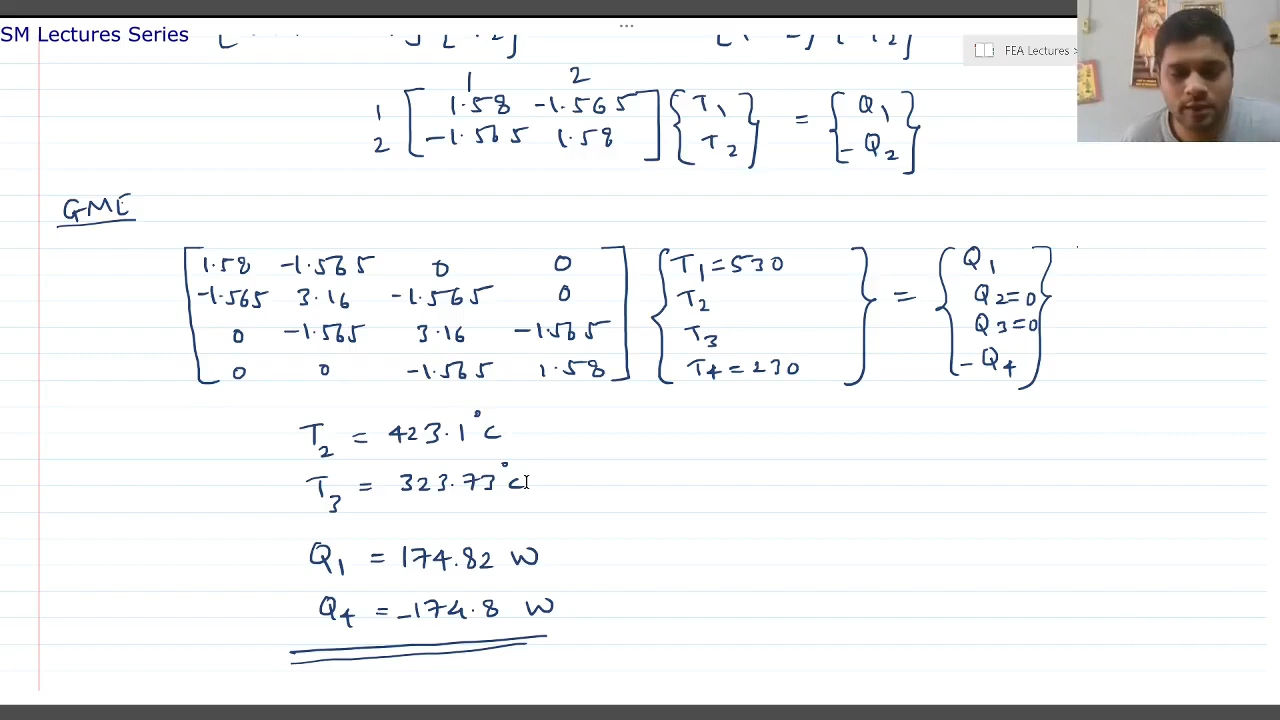 SM Lectures Series
FEA Lectures >
1 2
1 [ 1.58 -1.565 ] { T1 } = { Q1 }
2 [ -1.565 1.58 ] { T2 } { -Q2 }
GME
[ 1.58 -1.565 0 0 ] { T1=530 } = { Q1 }
-1.565 3.16 -1.565 0 T2 Q2=0
0 -1.565 3.16 -1.565 T3 Q3=0
0 0 -1.565 1.58 T4=230 -Q4
T2 = 423.1°C
T3 = 323.73°C
Q1 = 174.82 W
Q4 = -174.8 W